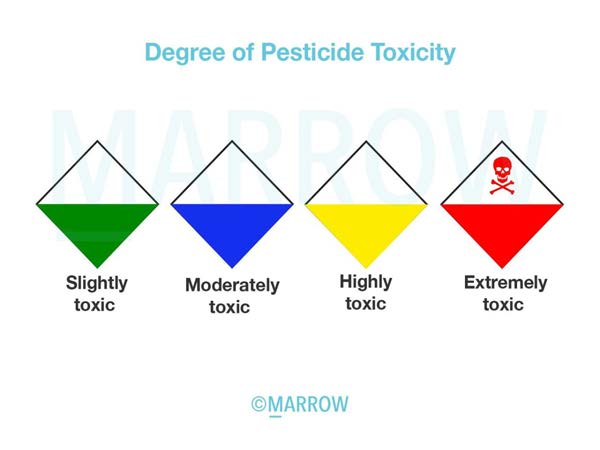 Degree of Pesticide Toxicity
MARROW
Slightly
toxic
Moderately
toxic
Highly
toxic
Extremely
toxic
©MARROW